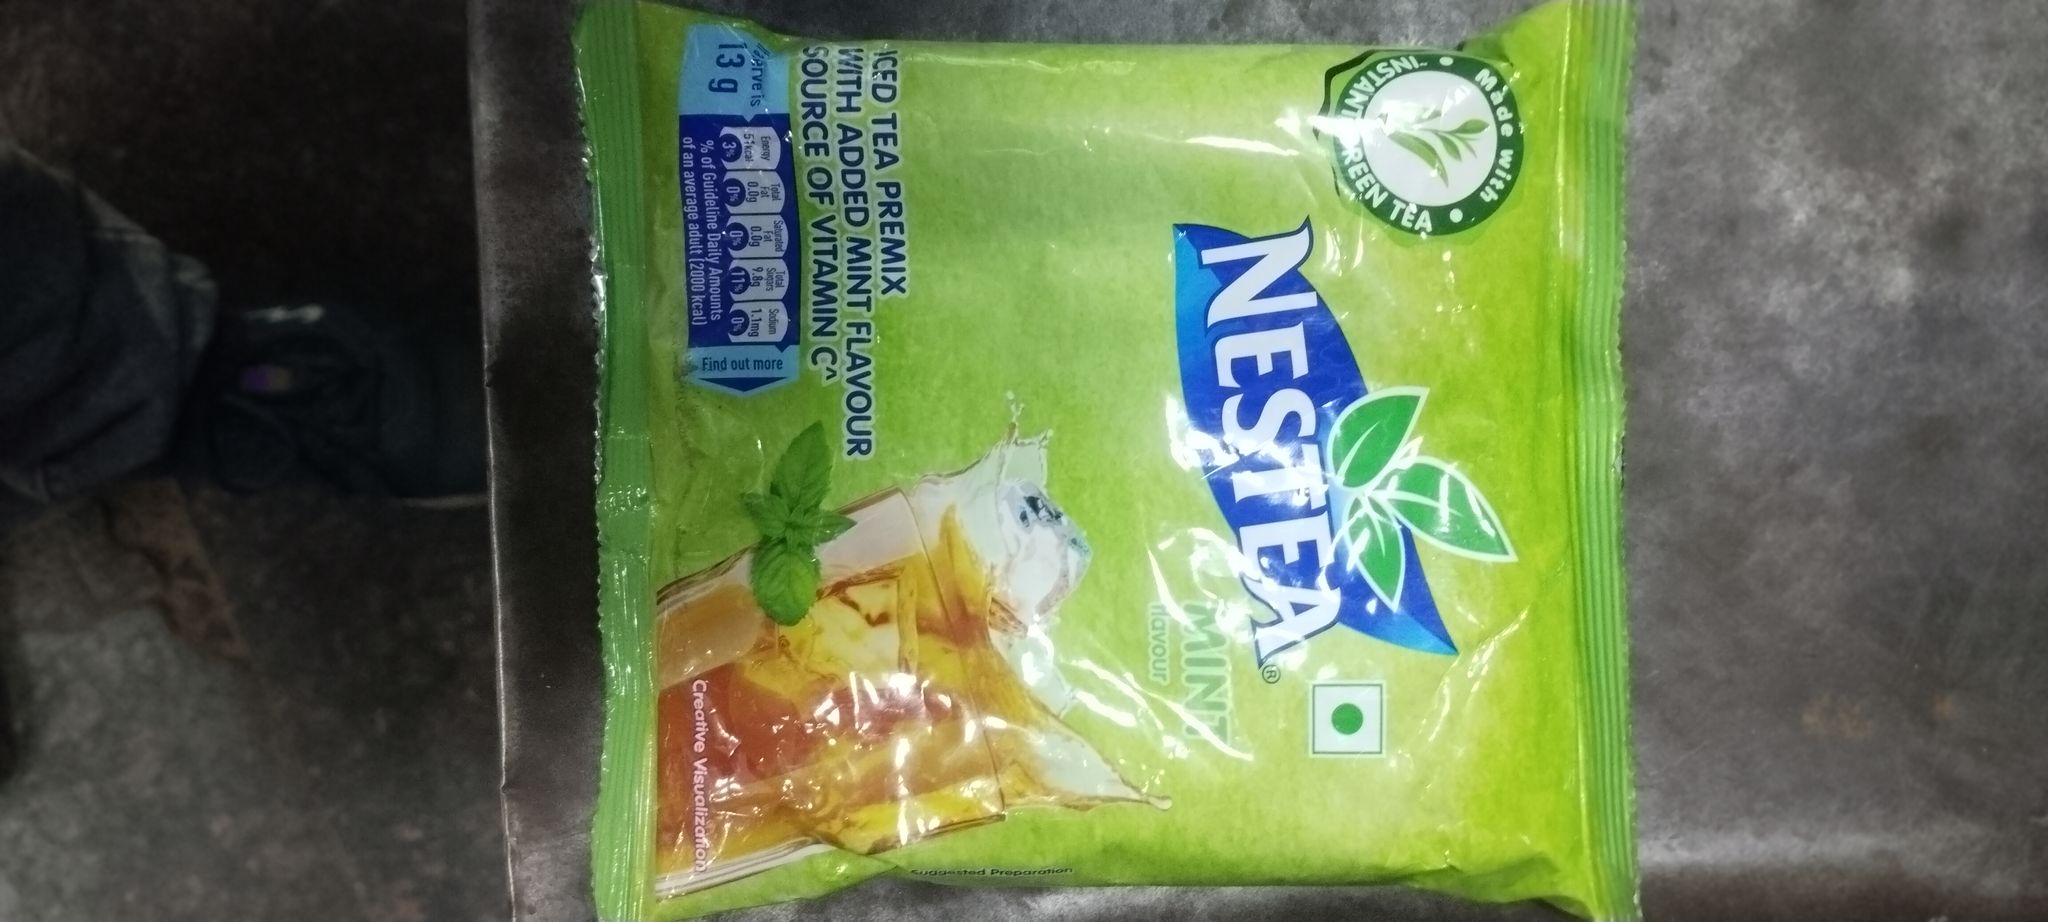 Made with
INSTANT GREEN TEA
NESTEA®
MINT
flavour
ICED TEA PREMIX
WITH ADDED MINT FLAVOUR
SOURCE OF VITAMIN C^
serve is
13 g
Energy
51kcal
3%
Total Fat
0.0g
0%
Saturated Fat
0.0g
0%
Total Sugars
9.8g
11%
Sodium
1.1mg
0%
% of Guideline Daily Amounts
of an average adult (2000 kcal)
Find out more
Creative Visualization
Suggested Preparation